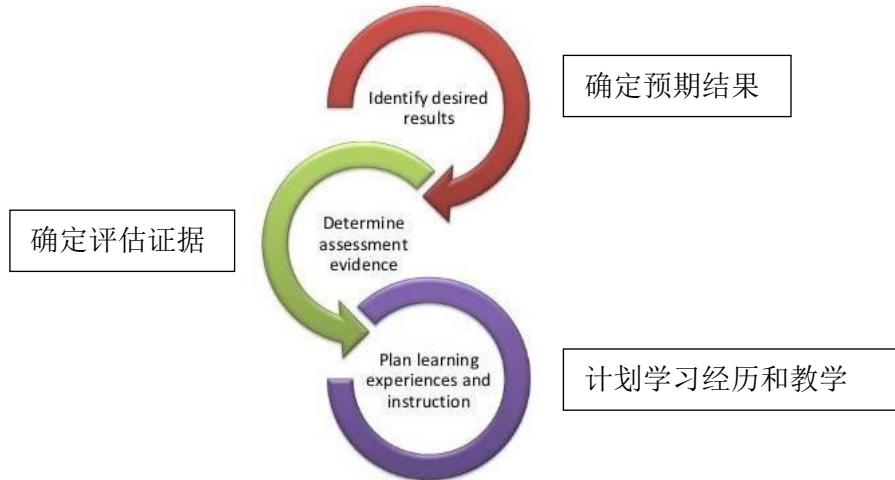 Identify desired
results
确定预期结果
确定评估证据
Determine
assessment
evidence
Plan learning
experiences and
instruction
计划学习经历和教学